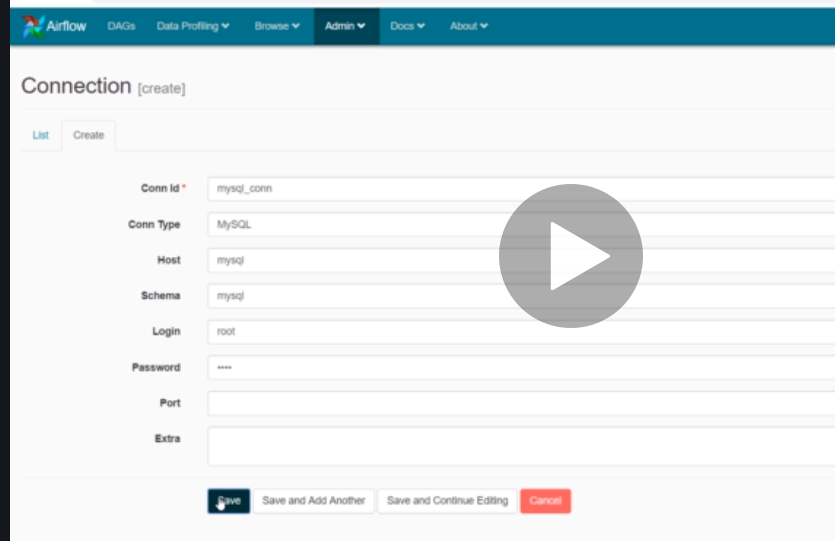 Airflow DAGs Data Profiling Browse Admin Docs About
Connection [create]
List Create
Conn Id * mysql_conn
Conn Type MySQL
Host mysql
Schema mysql
Login root
Password ••••
Port
Extra
Save Save and Add Another Save and Continue Editing Cancel